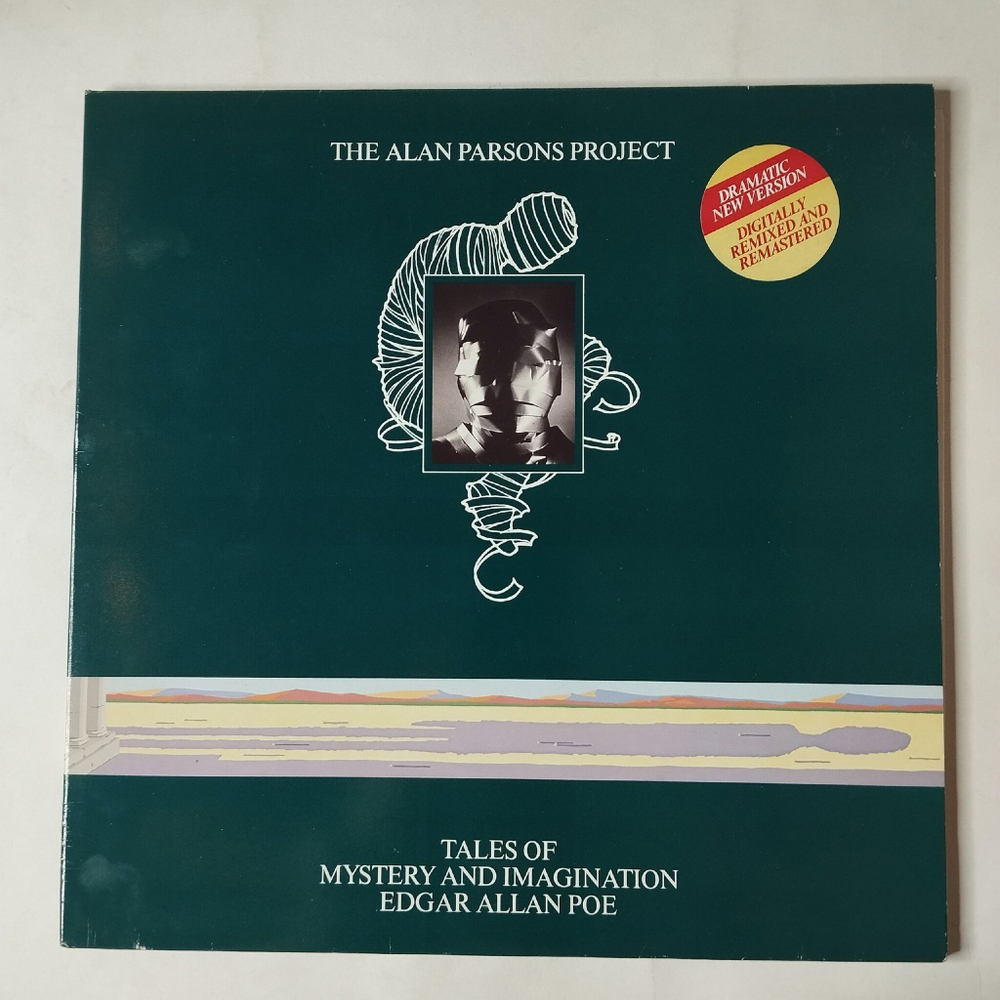 THE ALAN PARSONS PROJECT
DRAMATIC
NEW VERSION
DIGITALLY
REMIXED AND
REMASTERED
TALES OF
MYSTERY AND IMAGINATION
EDGAR ALLAN POE